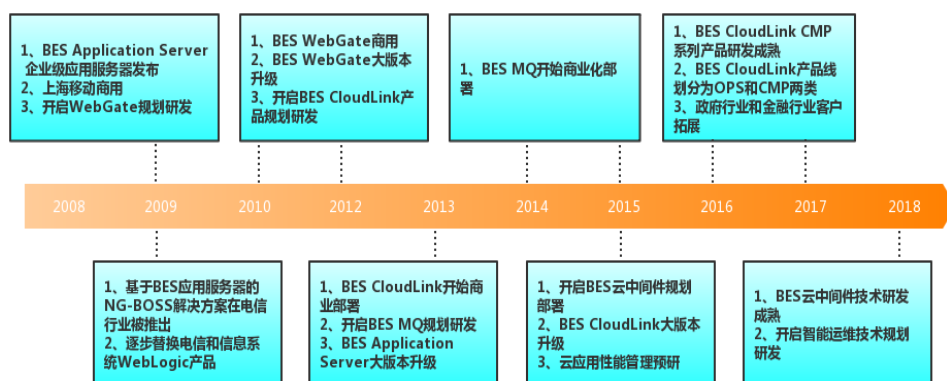 1、BES Application Server
企业级应用服务器发布
2、上海移动商用
3、开启WebGate规划研发
1、BES WebGate商用
2、BES WebGate大版本
升级
3、开启BES CloudLink产
品规划研发
1、BES MQ开始商业化部
署
1、BES CloudLink CMP
系列产品研发成熟
2、BES CloudLink产品线
划分为OPS和CMP两类
3、政府行业和金融行业客户
拓展
2008 2009 2010 2012 2013 2014 2015 2016 2017 2018
1、基于BES应用服务器的
NG-BOSS解决方案在电信
行业被推出
2、逐步替换电信和信息系
统WebLogic产品
1、BES CloudLink开始商
业部署
2、开启BES MQ规划研发
3、BES Application
Server大版本升级
1、开启BES云中间件规划
部署
2、BES CloudLink大版本
升级
3、云应用性能管理预研
1、BES云中间件技术研发
成熟
2、开启智能运维技术规划
研发